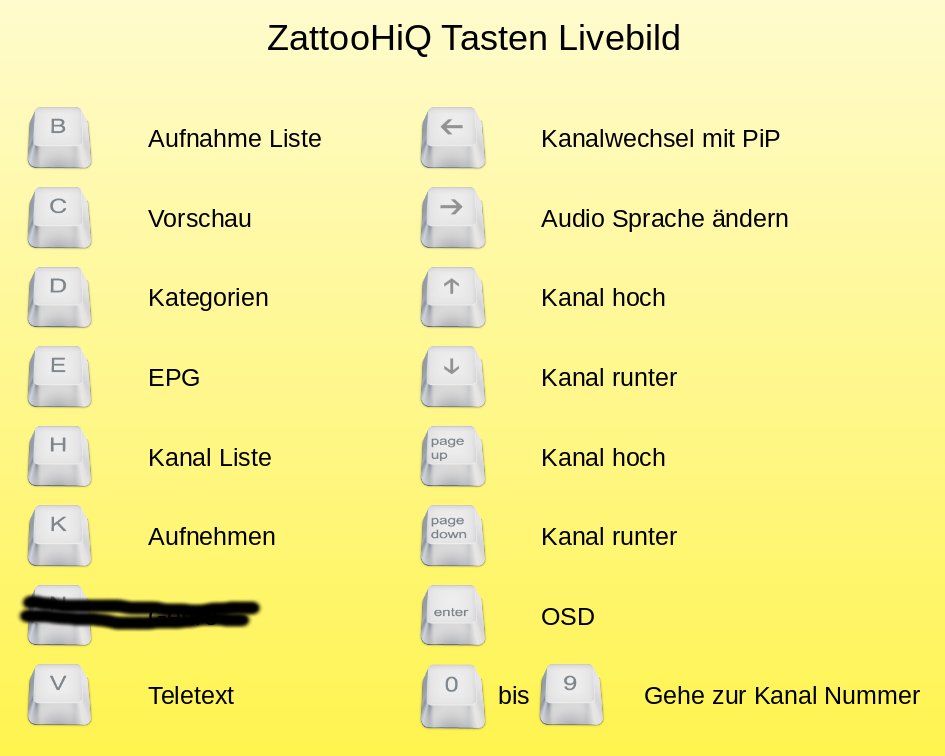 ZattooHiQ Tasten Livebild
B Aufnahme Liste
C Vorschau
D Kategorien
E EPG
H Kanal Liste
K Aufnehmen
V Teletext
← Kanalwechsel mit PiP
→ Audio Sprache ändern
↑ Kanal hoch
↓ Kanal runter
page
up Kanal hoch
page
down Kanal runter
enter OSD
0 bis 9 Gehe zur Kanal Nummer